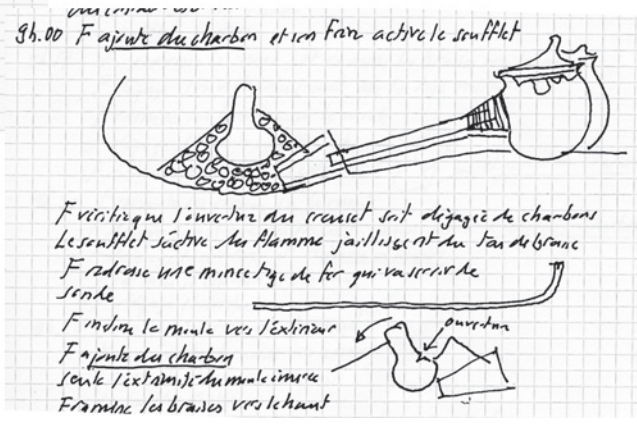 9h.00 F ajoute du charbon et son frère active le soufflet
F vérifie que l'ouverture du creuset soit dégagée de charbons
Le soufflet s'active des flammes jaillissent du tas de braise
F redresse une mince tige de fer qui va servir de
sonde
F incline le moule vers l'extérieur
ouverture
F ajoute du charbon
seule l'extrémité du moule émerge
F ramène les braises vers le haut